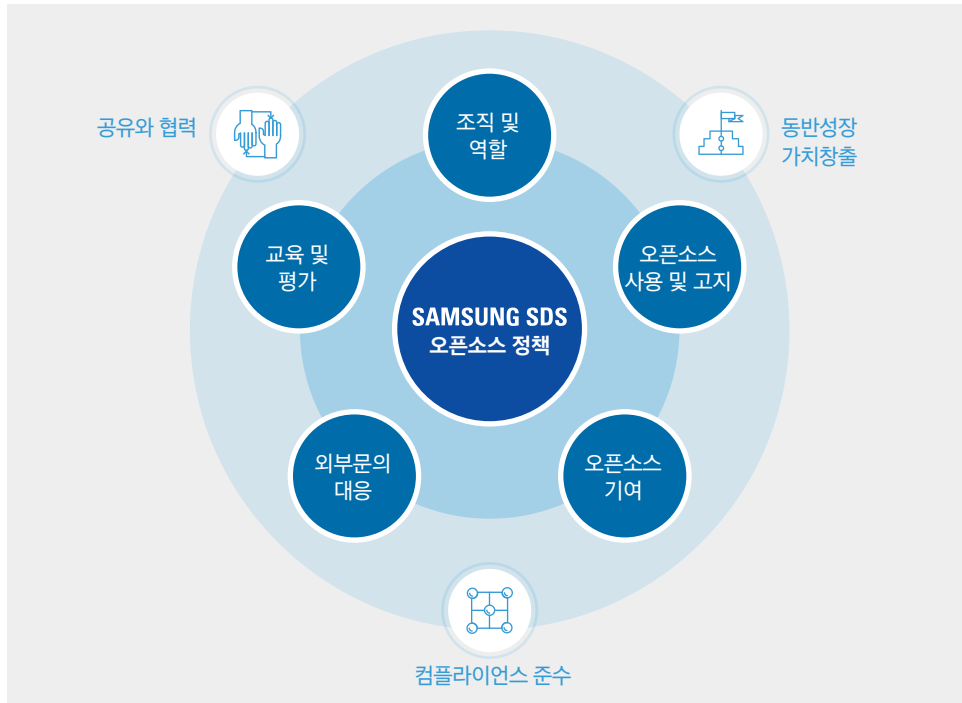 공유와 협력
조직 및
역할
동반성장
가치창출
교육 및
평가
오픈소스
사용 및 고지
SAMSUNG SDS
오픈소스 정책
외부문의
대응
오픈소스
기여
컴플라이언스 준수